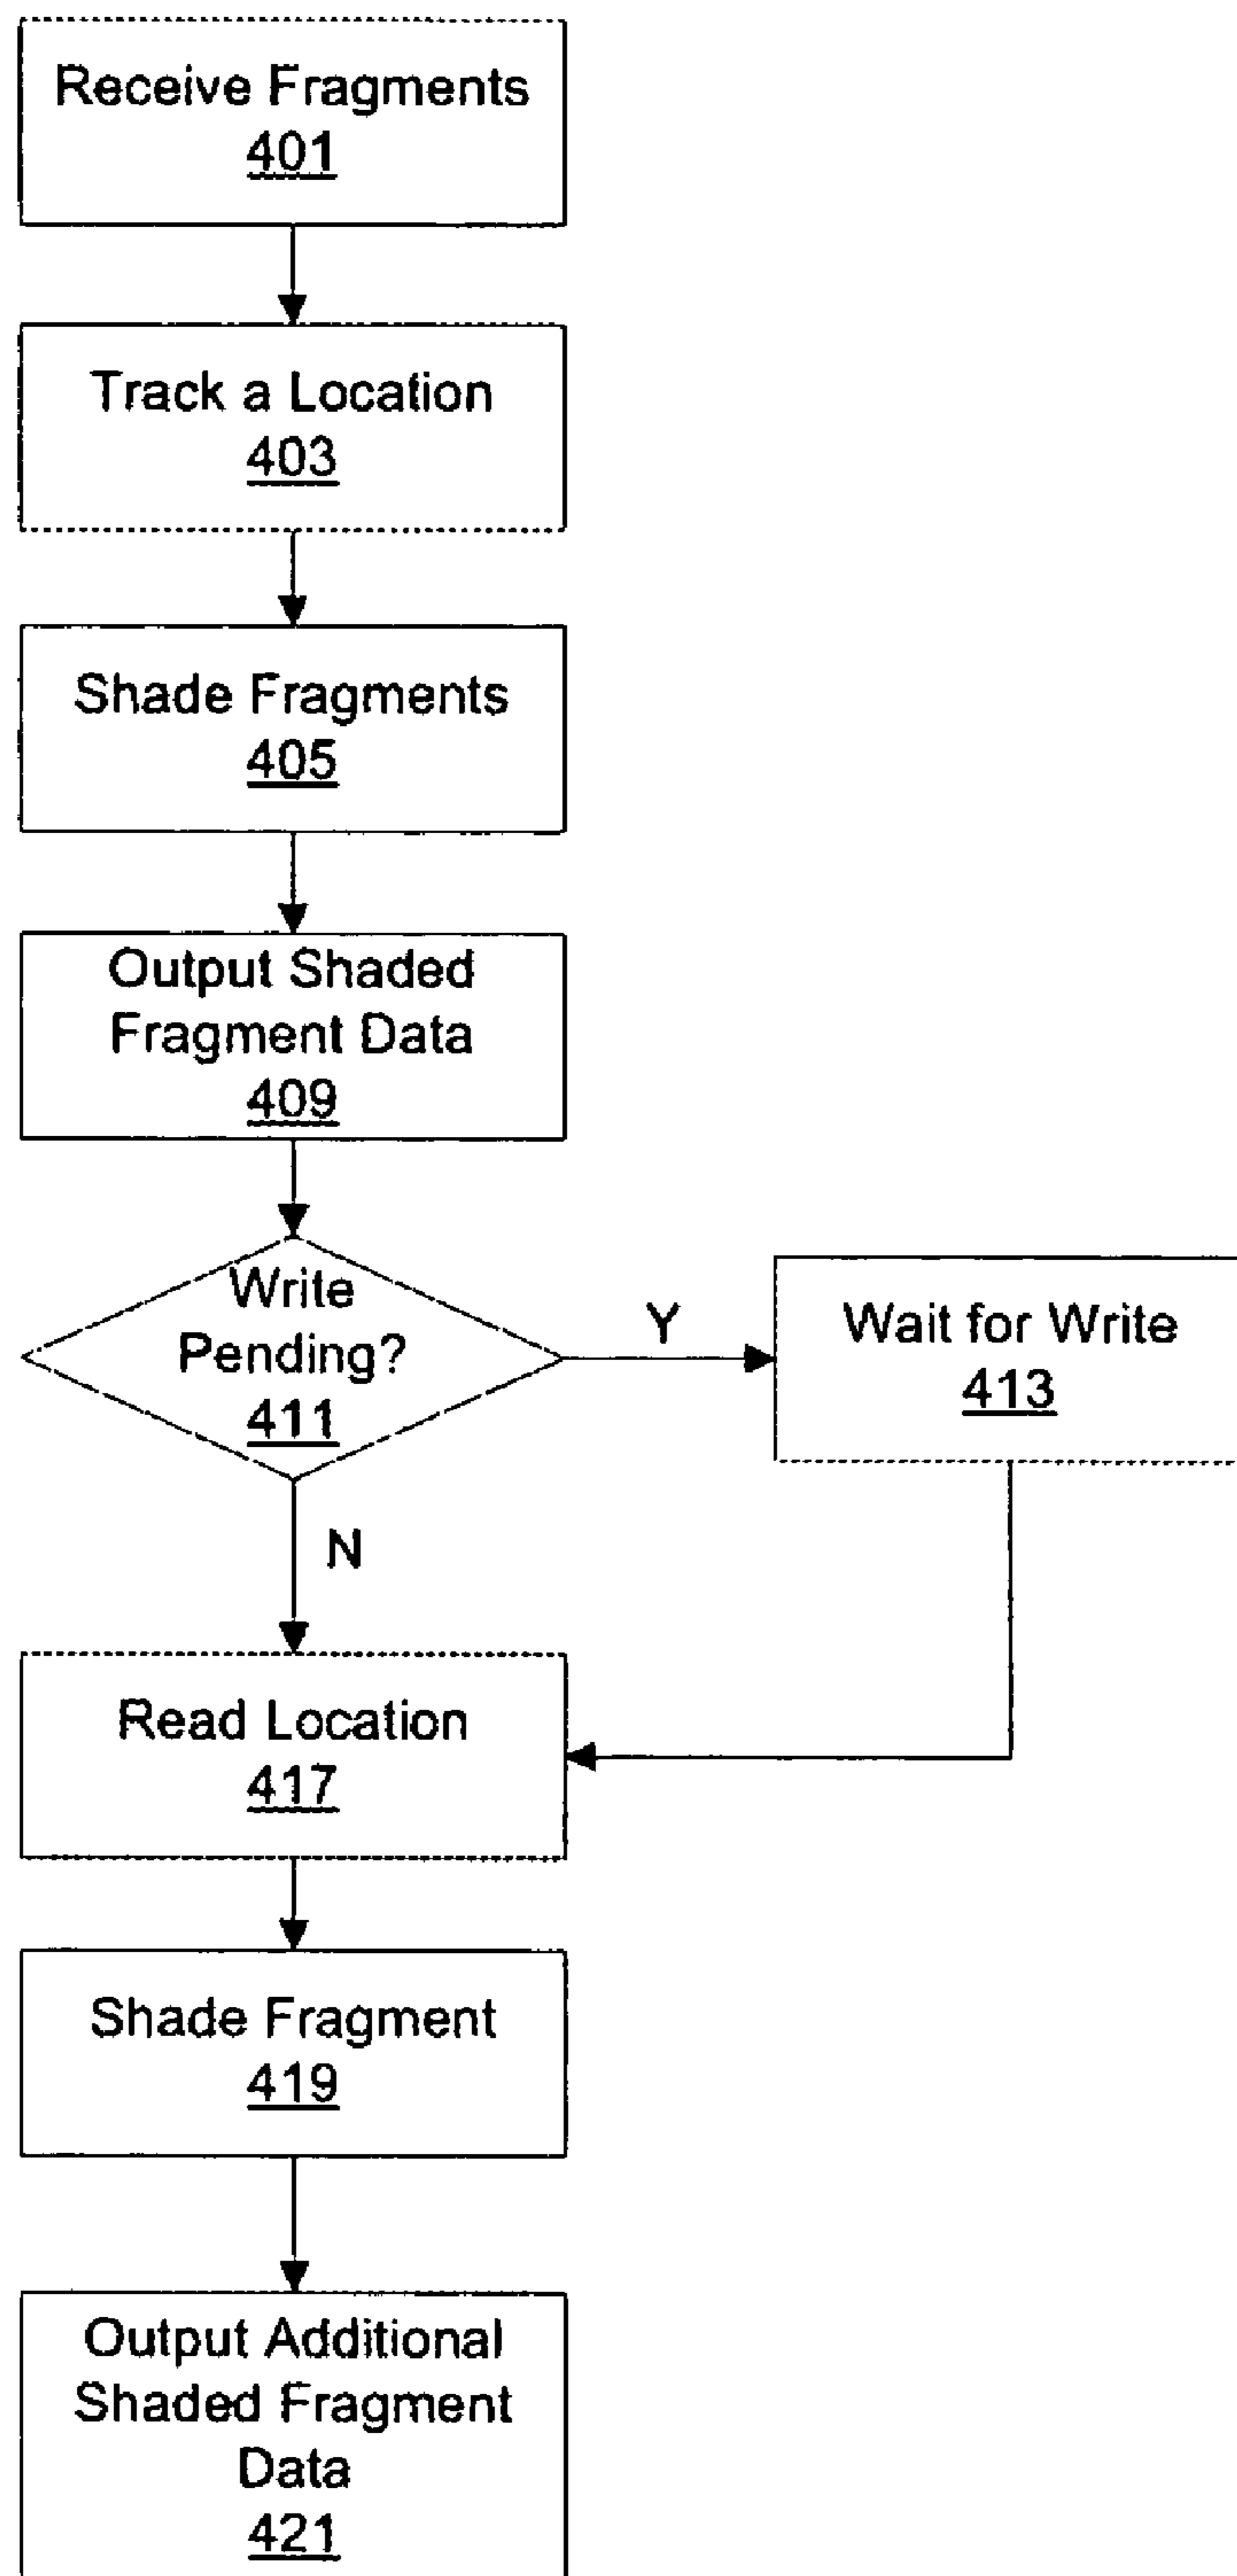 Receive Fragments
401
Track a Location
403
Shade Fragments
405
Output Shaded
Fragment Data
409
Write
Pending?
411
Y
Wait for Write
413
N
Read Location
417
Shade Fragment
419
Output Additional
Shaded Fragment
Data
421